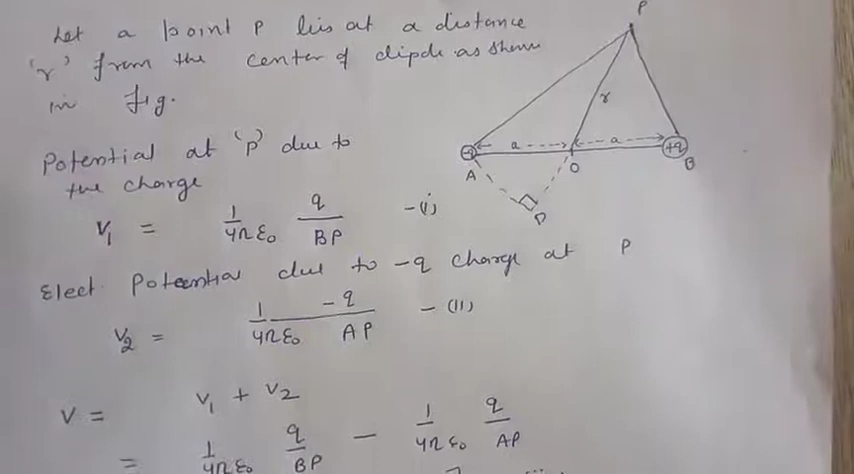 Let a point P lis at a distance
'r' from the center of dipole as shown
in fig.
Potential at 'P' due to
the charge
V₁ = 1/4πε₀ q/BP -(i)
Elect. Potential due to -q charge at P
V₂ = 1/4πε₀ -q/AP - (ii)
V = V₁ + V₂
= 1/4πε₀ q/BP - 1/4πε₀ q/AP
P
r
a a
-q +q
A O B
D